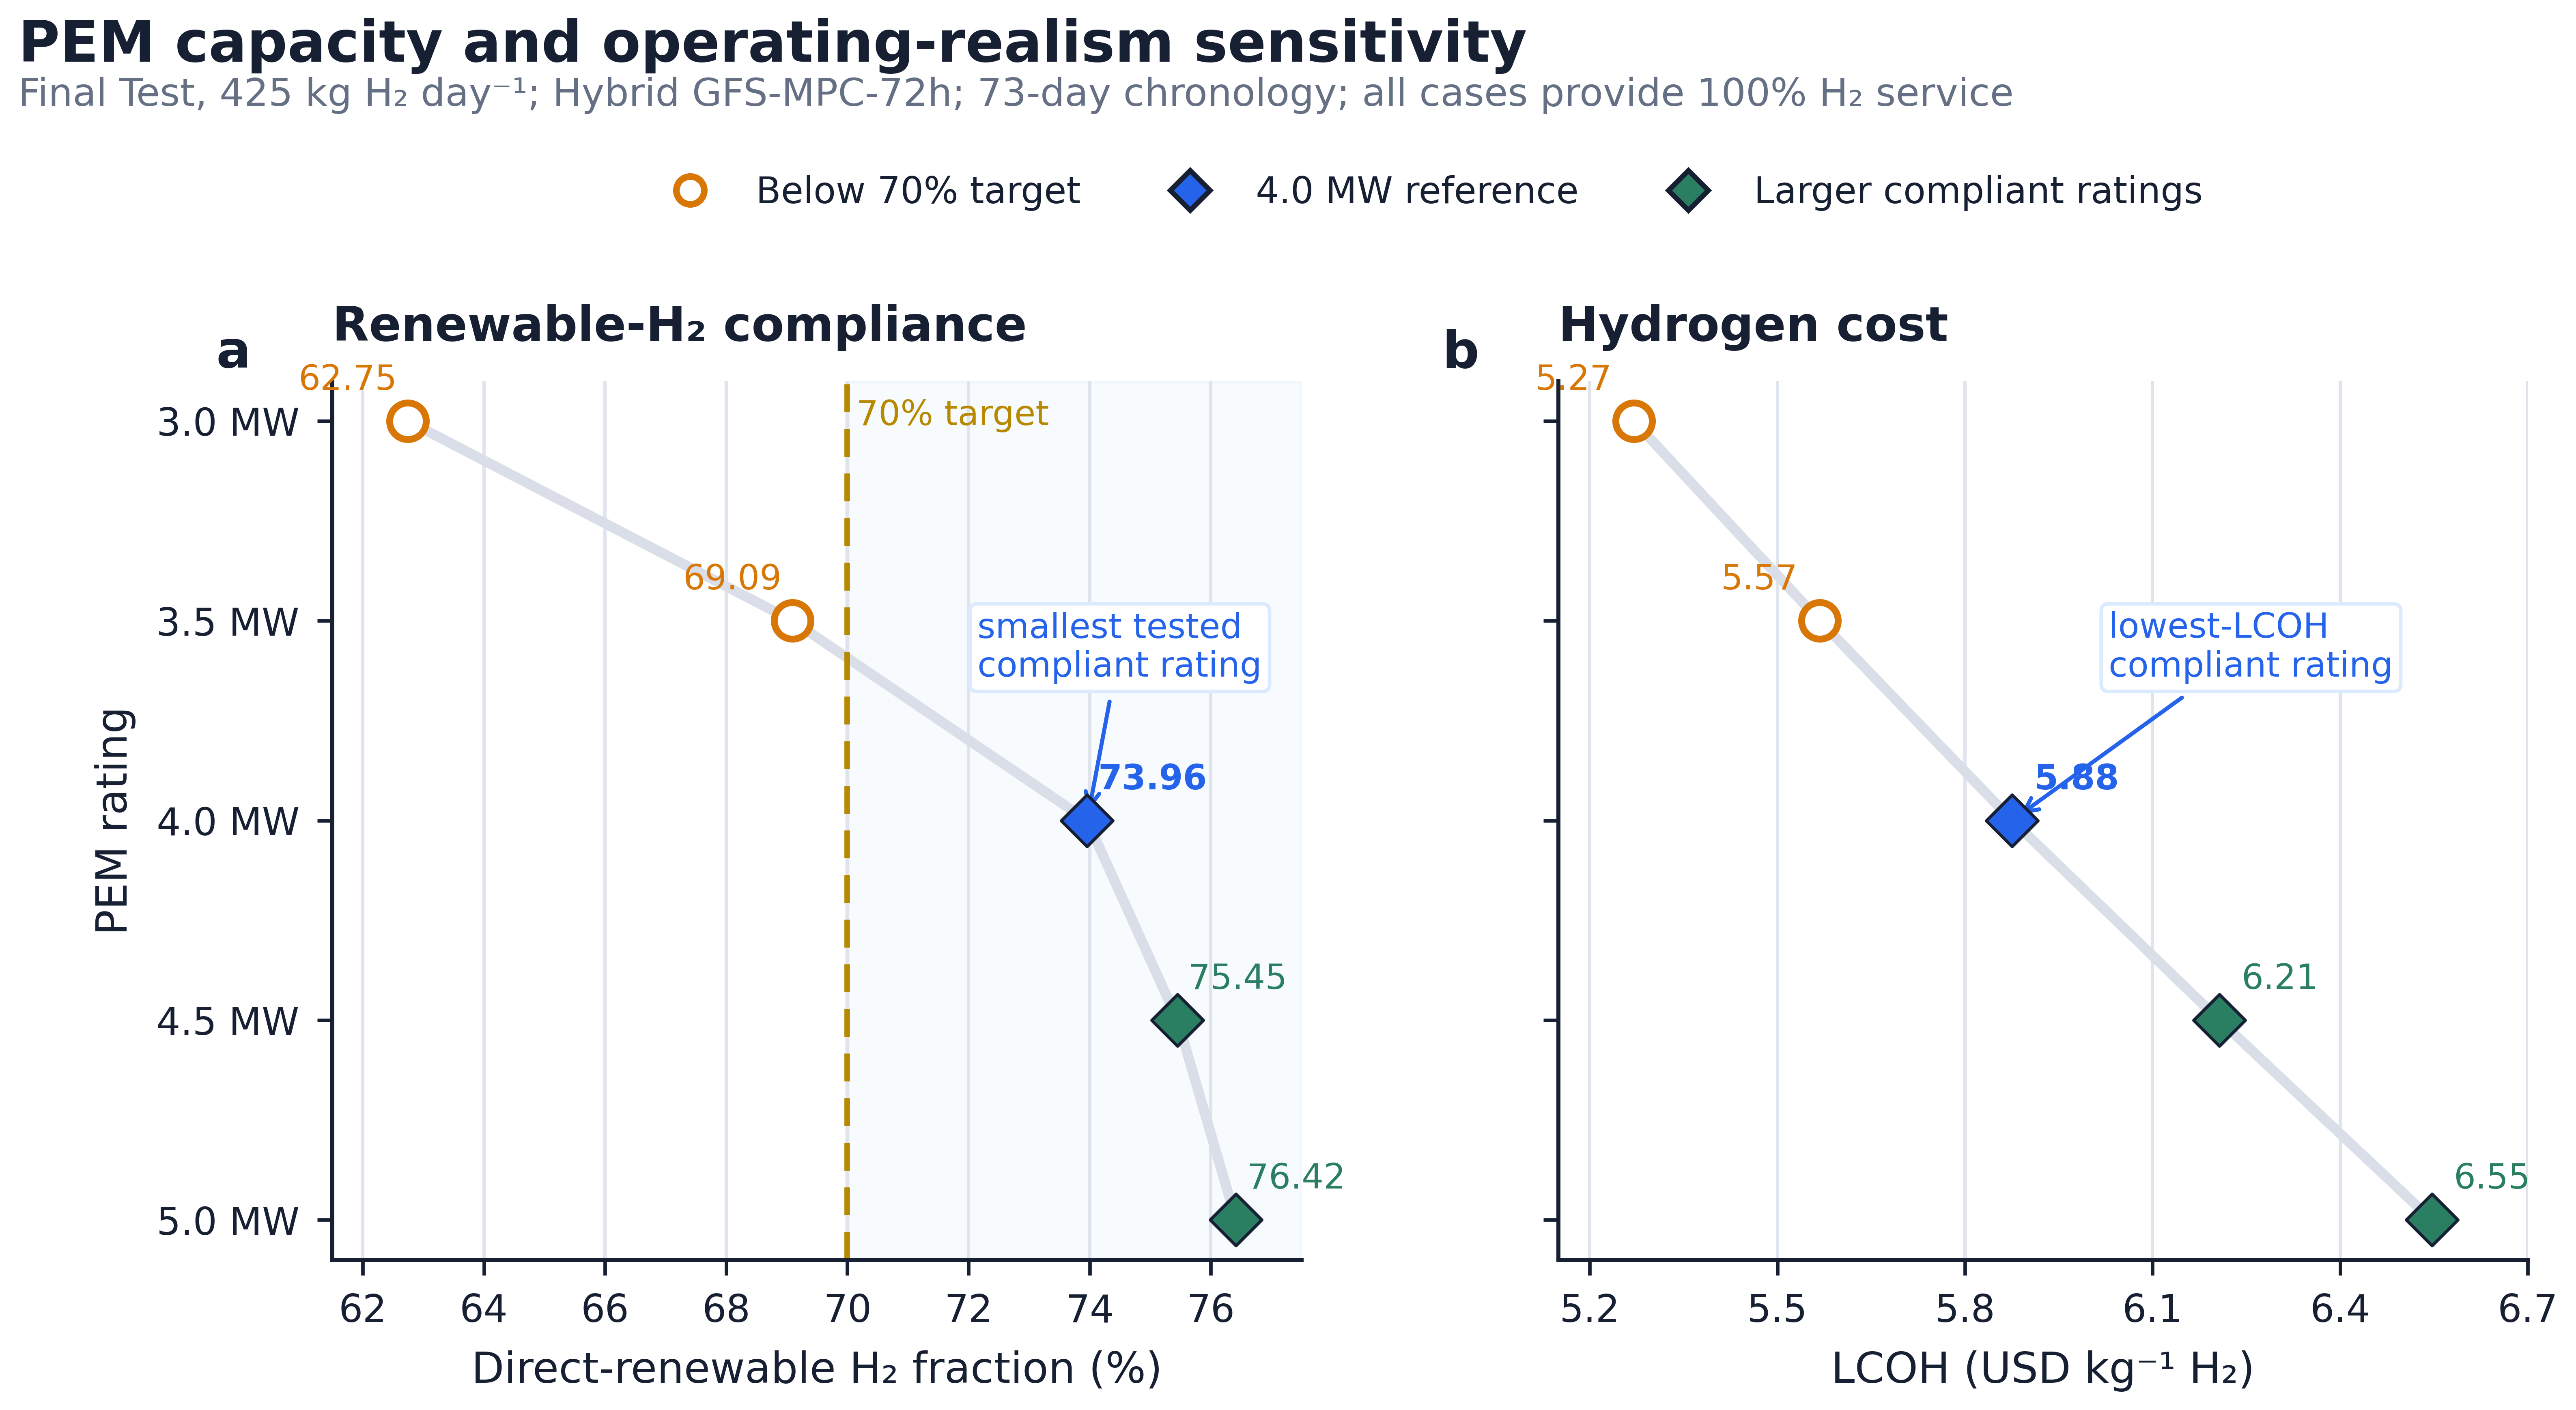 PEM capacity and operating-realism sensitivity
Final Test, 425 kg H₂ day⁻¹; Hybrid GFS-MPC-72h; 73-day chronology; all cases provide 100% H₂ service
Below 70% target
4.0 MW reference
Larger compliant ratings
a
Renewable-H₂ compliance
62.75
3.0 MW
70% target
69.09
3.5 MW
smallest tested
compliant rating
73.96
4.0 MW
75.45
4.5 MW
76.42
5.0 MW
PEM rating
62 64 66 68 70 72 74 76
Direct-renewable H₂ fraction (%)
b
Hydrogen cost
5.27
5.57
lowest-LCOH
compliant rating
5.88
6.21
6.55
5.2 5.5 5.8 6.1 6.4 6.7
LCOH (USD kg⁻¹ H₂)